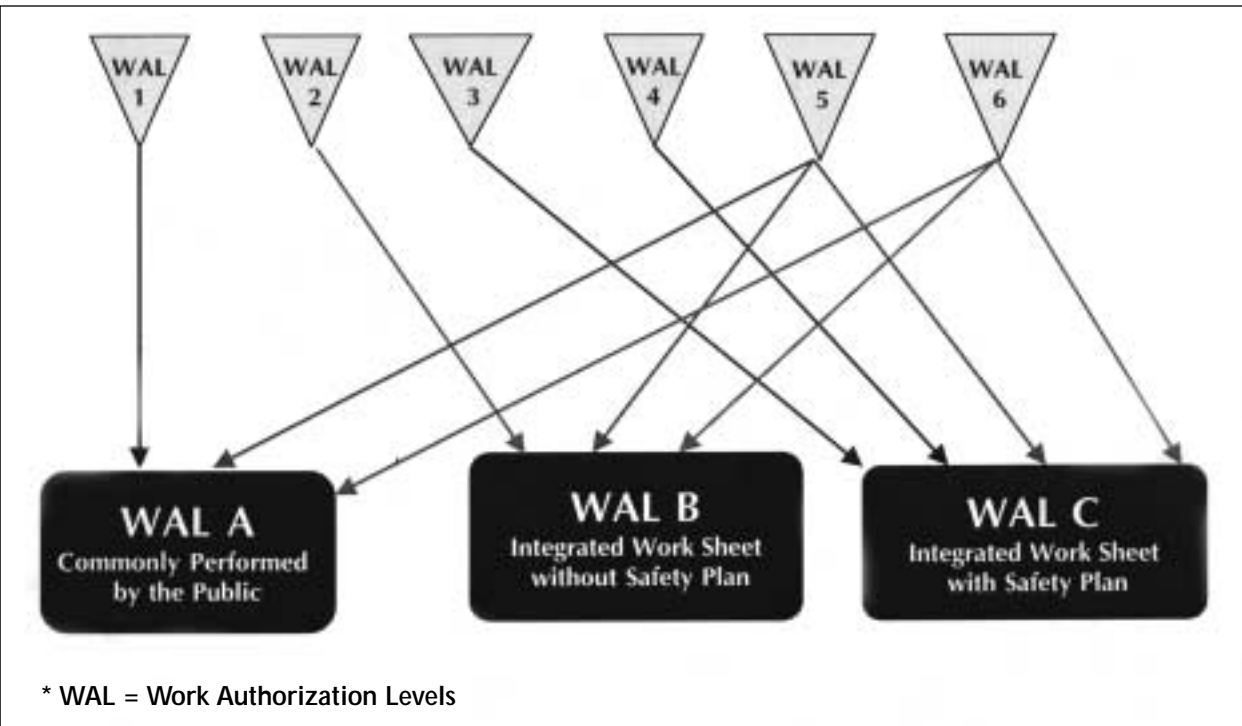 WAL
1
WAL
2
WAL
3
WAL
4
WAL
5
WAL
6
WAL A
Commonly Performed
by the Public
WAL B
Integrated Work Sheet
without Safety Plan
WAL C
Integrated Work Sheet
with Safety Plan
* WAL = Work Authorization Levels